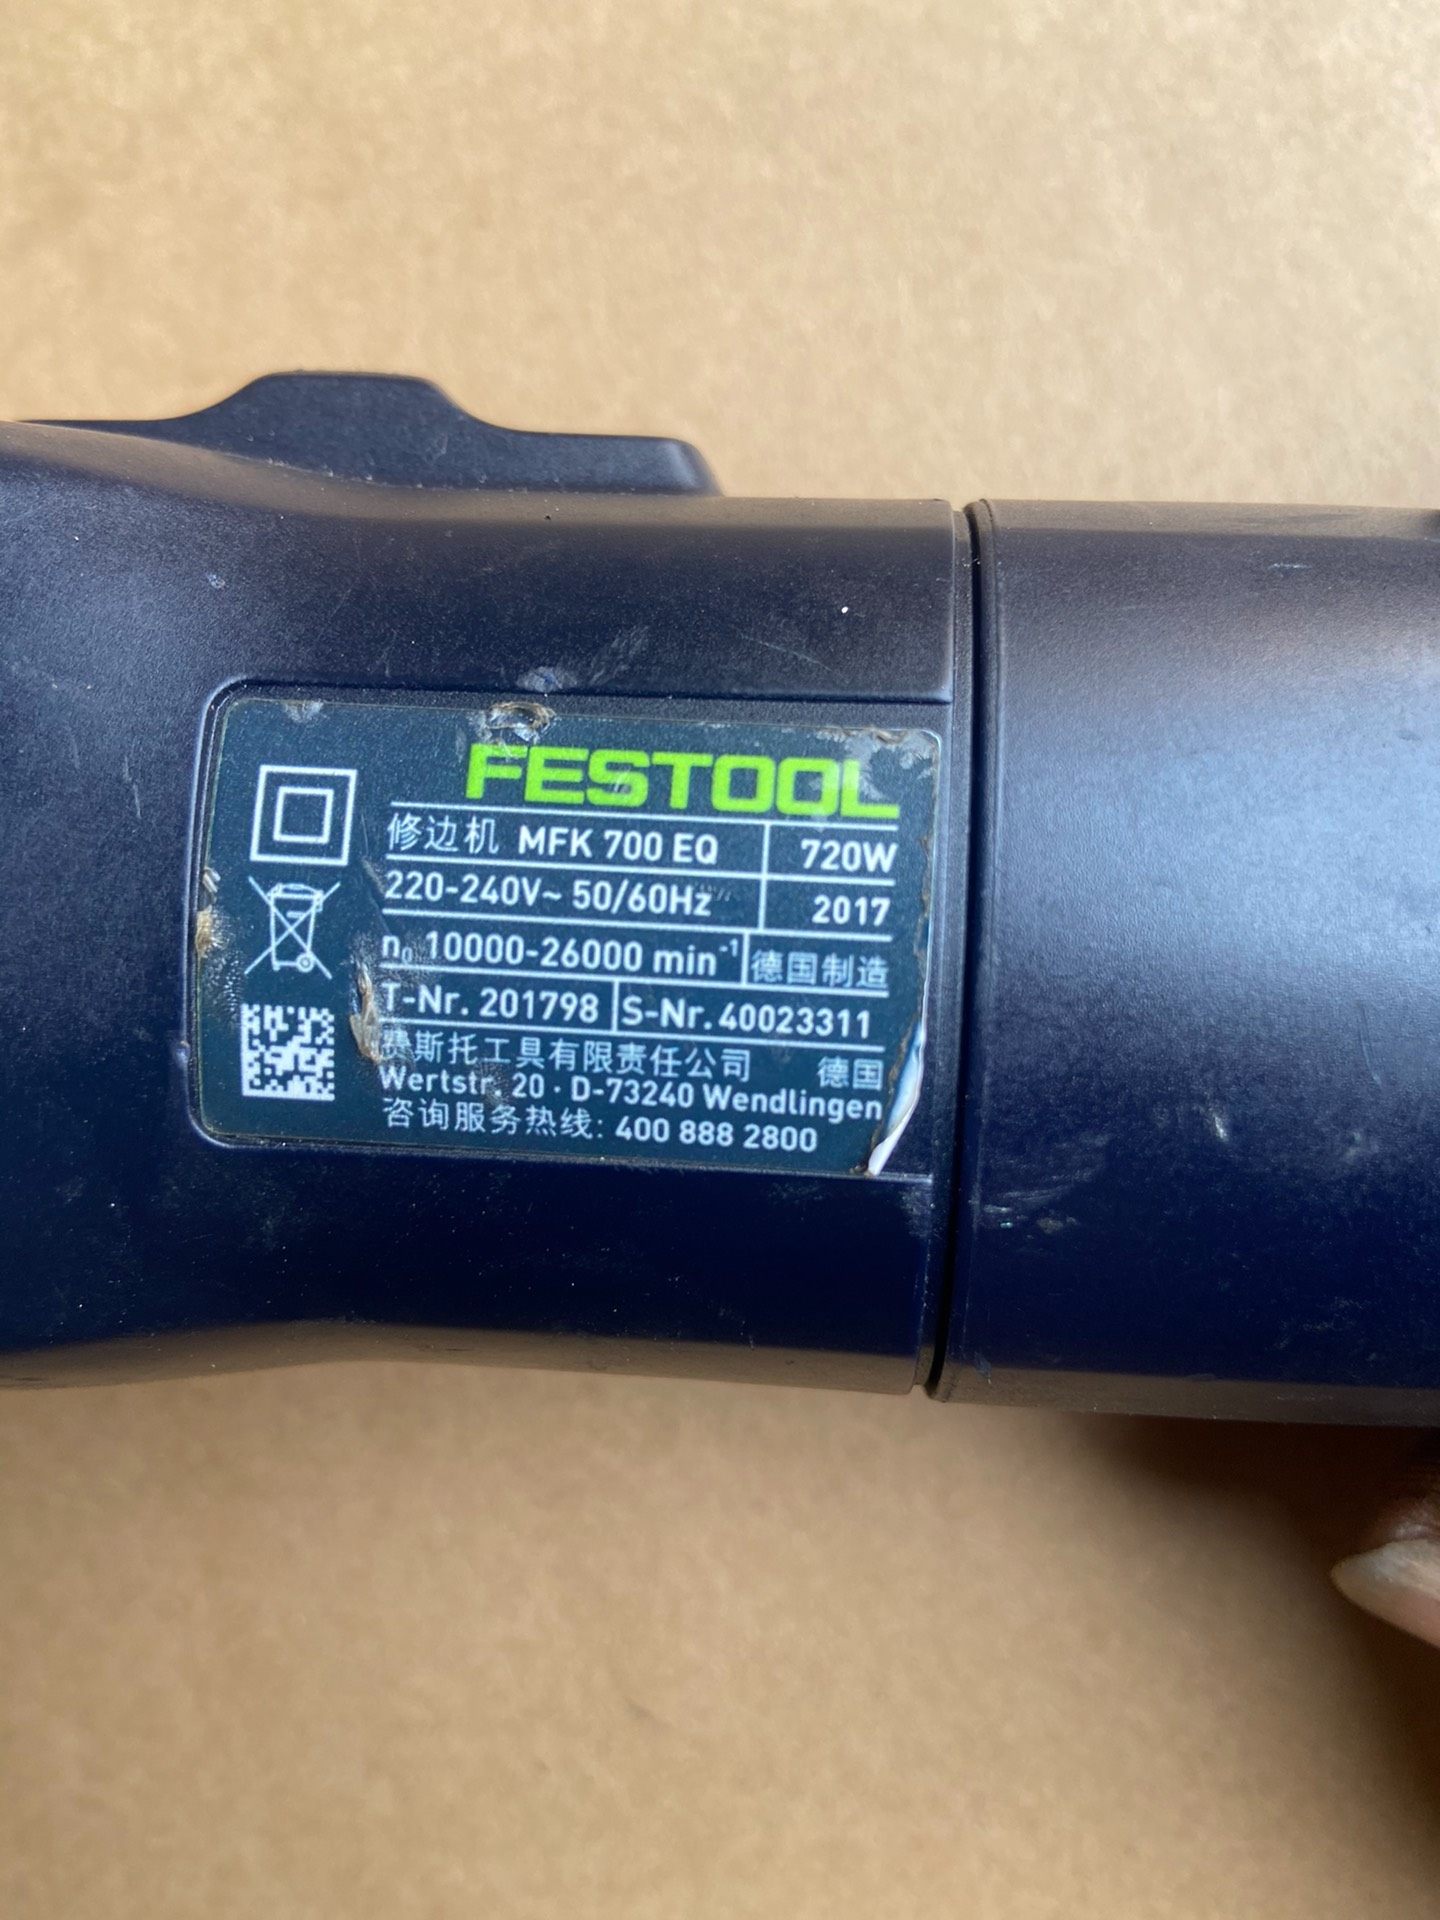 FESTOOL
修边机 MFK 700 EQ 720W
220-240V~ 50/60Hz 2017
n₀ 10000-26000 min⁻¹ 德国制造
T-Nr. 201798 S-Nr. 40023311
费斯托工具有限责任公司 德国
Wertstr. 20 · D-73240 Wendlingen
咨询服务热线: 400 888 2800